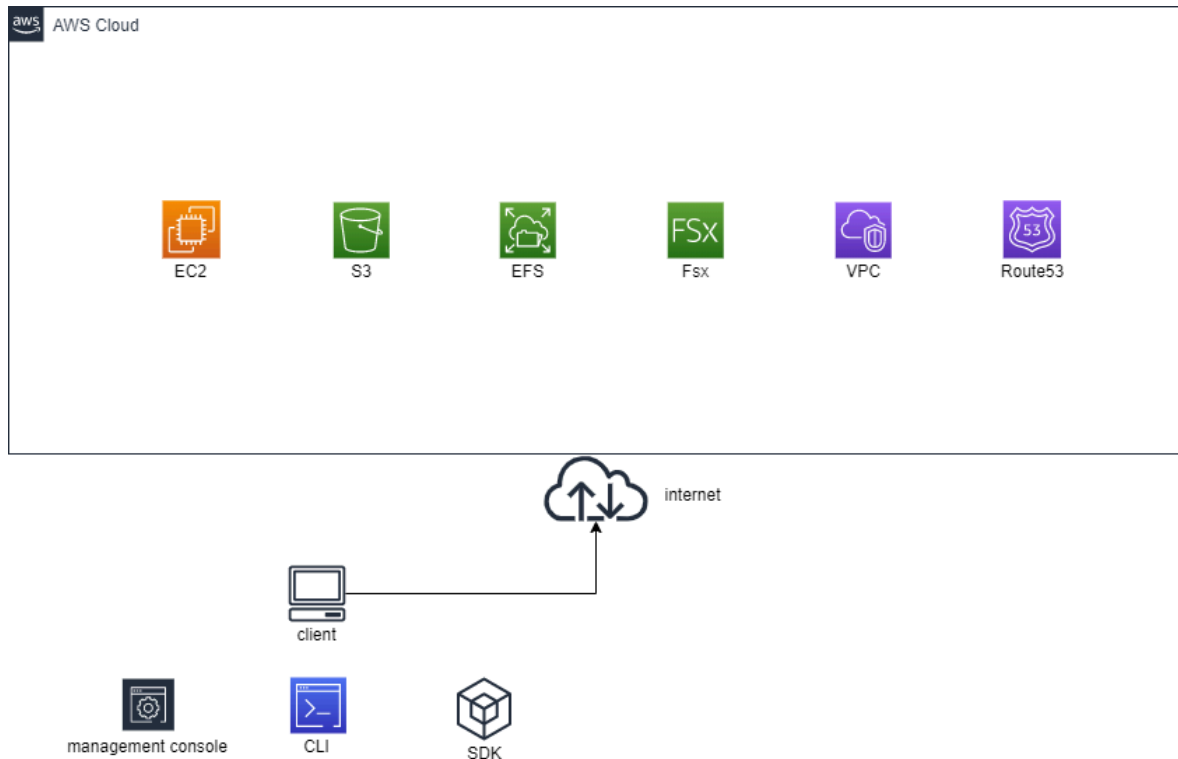 aws
AWS Cloud
FSx
53
EC2
S3
EFS
Fsx
VPC
Route53
internet
client
management console
CLI
SDK